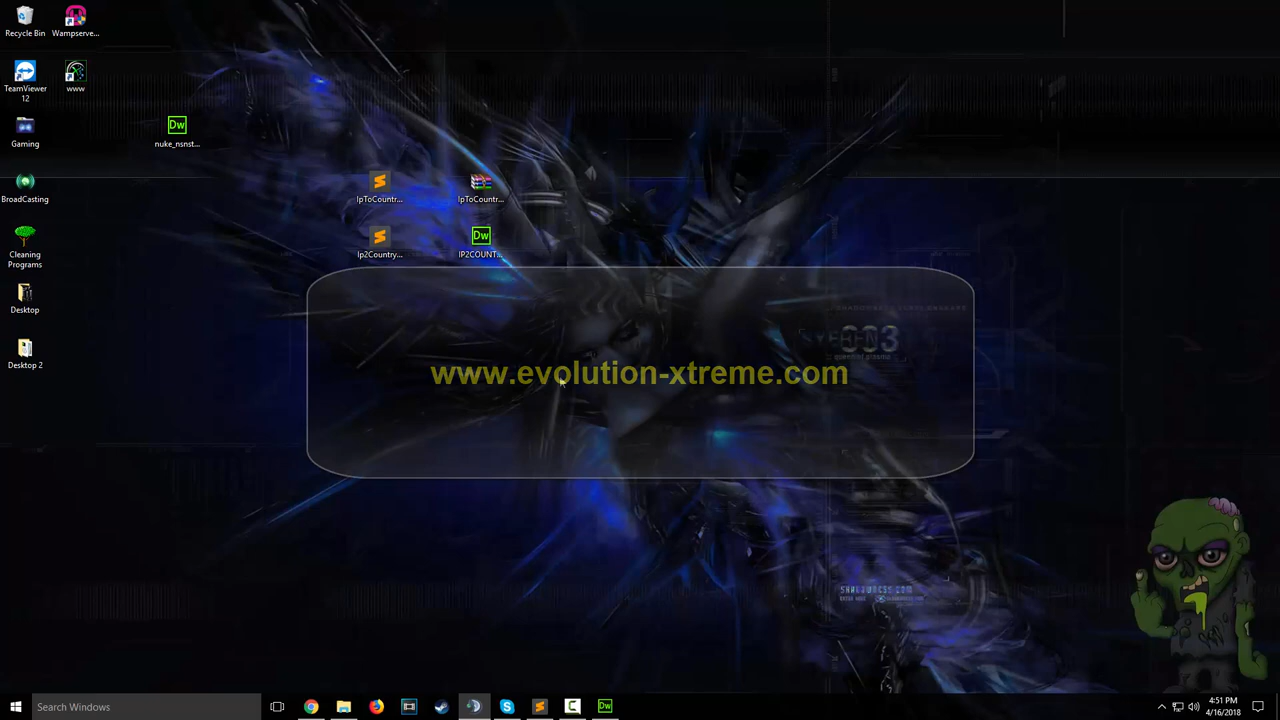 Recycle Bin
Wampserve...
TeamViewer
12
www
Gaming
nuke_nsnst...
BroadCasting
IpToCountr...
IpToCountr...
Cleaning
Programs
Ip2Country...
IP2COUNT...
Desktop
Desktop 2
003
www.evolution-xtreme.com
Search Windows
4:51 PM
4/16/2018